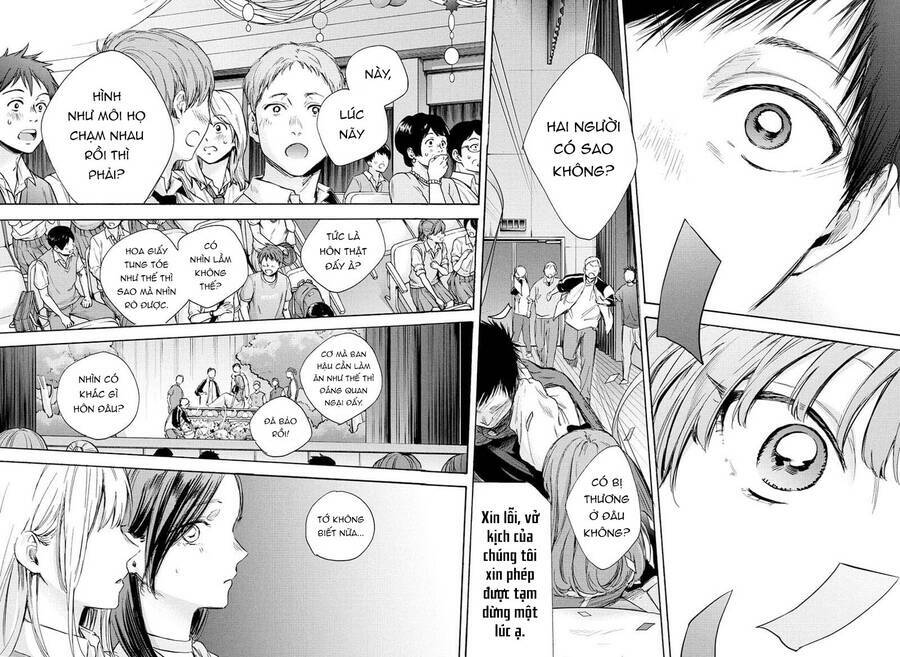 HAI NGƯỜI
CÓ SAO
KHÔNG?
CÓ BỊ
THƯƠNG
Ở ĐÂU
KHÔNG?
Xin lỗi, vở
kịch của
chúng tôi
xin phép
được tạm
dừng một
lúc ạ.
NÀY,
LÚC
NÀY
HÌNH
NHƯ MÔI HỌ
CHẠM NHAU
RỒI THÌ
PHẢI?
TỨC LÀ
HÔN THẬT
ĐẤY À?
CÓ
NHÌN LẦM
KHÔNG
THẾ?
HOA GIẤY
TUNG TÓE
NHƯ THẾ THÌ
SAO MÀ NHÌN
RÕ ĐƯỢC.
CƠ MÀ BAN
HẬU CẦN LÀM
ĂN NHƯ THẾ THÌ
ĐÁNG QUAN
NGẠI ĐẤY.
ĐÃ BẢO
RỒI!
NHÌN CÓ
KHÁC GÌ
HÔN ĐÂU?
TỚ KHÔNG
BIẾT NỮA...